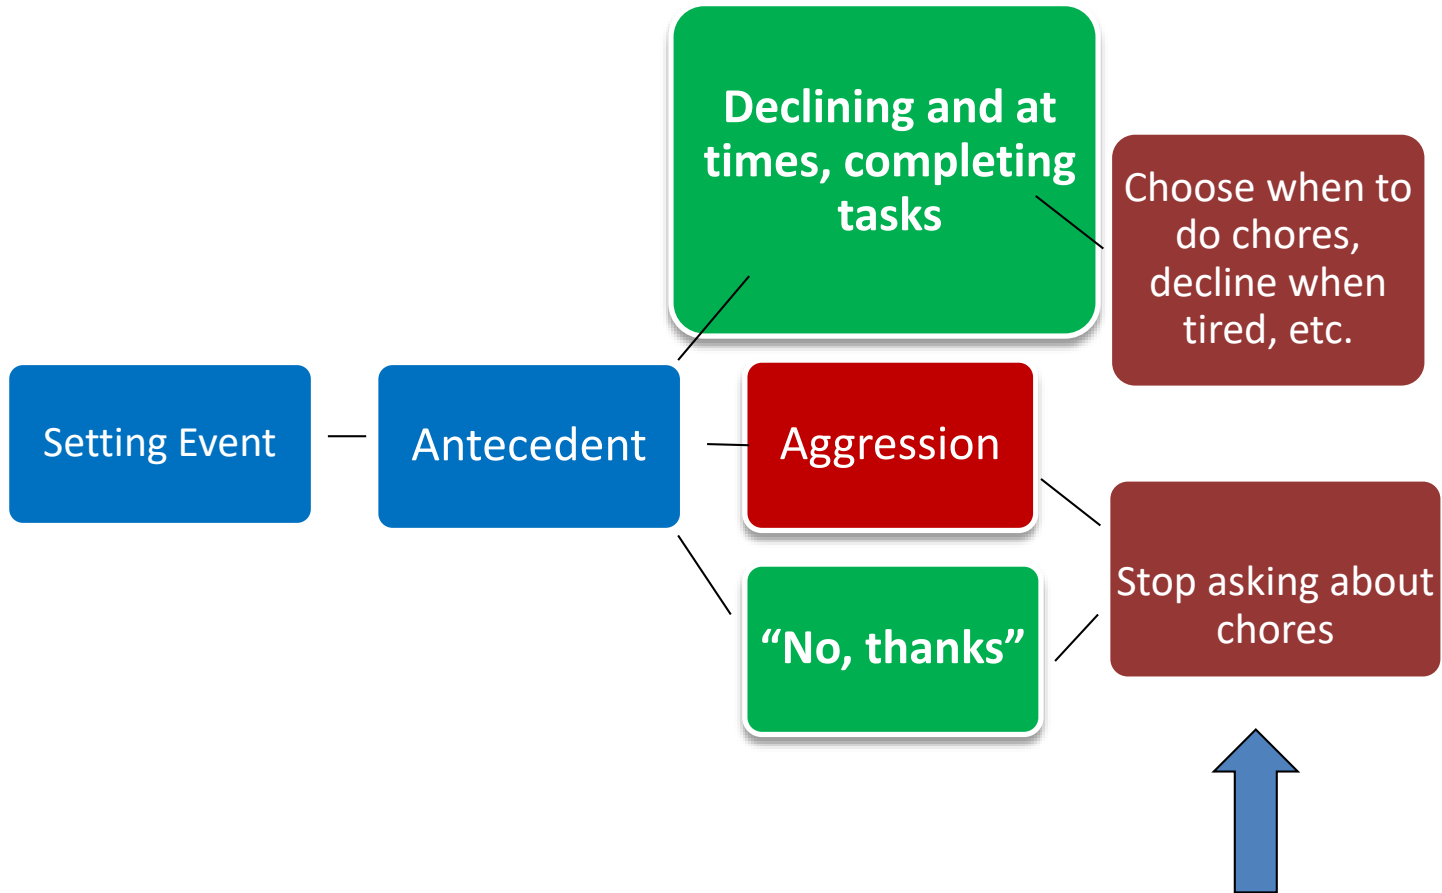 Declining and at
times, completing
tasks
Choose when to
do chores,
decline when
tired, etc.
Setting Event
Antecedent
Aggression
Stop asking about
chores
“No, thanks”